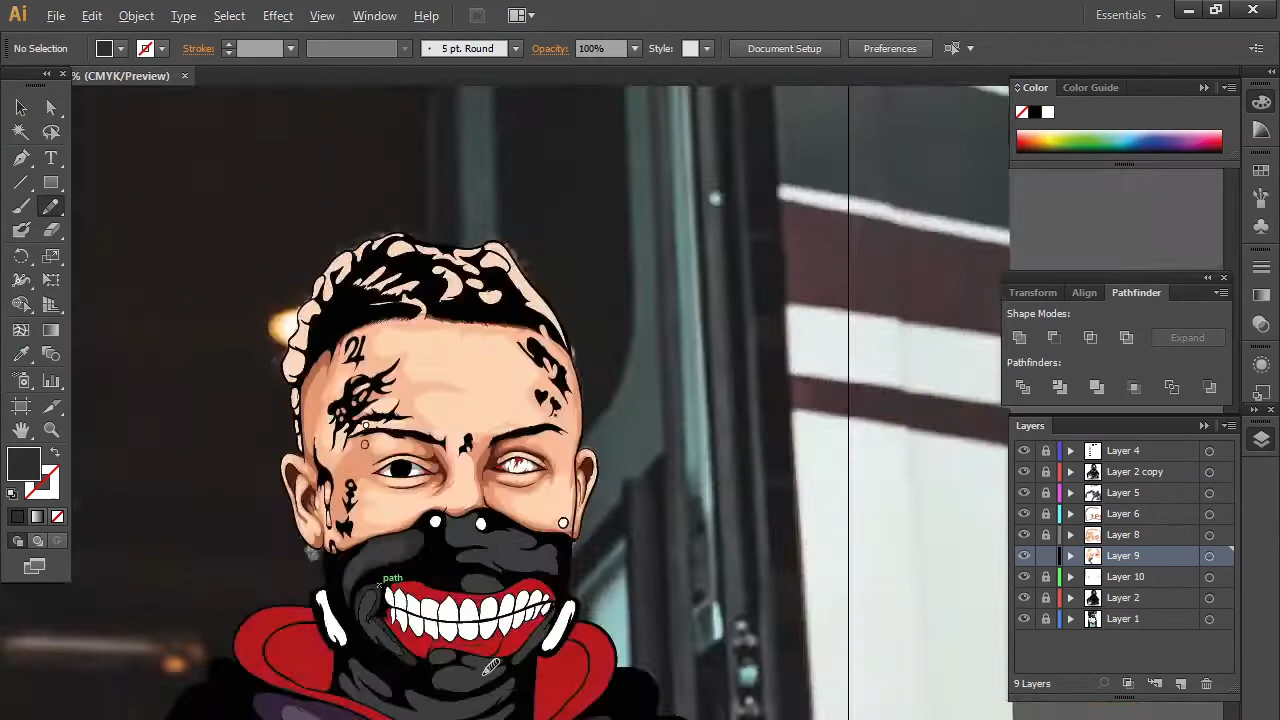 Ai File Edit Object Type Select Effect View Window Help Br Essentials
No Selection Stroke: 5 pt. Round Opacity: 100% Style: Document Setup Preferences
% (CMYK/Preview) ×
Color Color Guide
Transform Align Pathfinder
Shape Modes:
Expand
Pathfinders:
Layers
Layer 4
Layer 2 copy
Layer 5
Layer 6
Layer 8
Layer 9
Layer 10
Layer 2
Layer 1
9 Layers
path